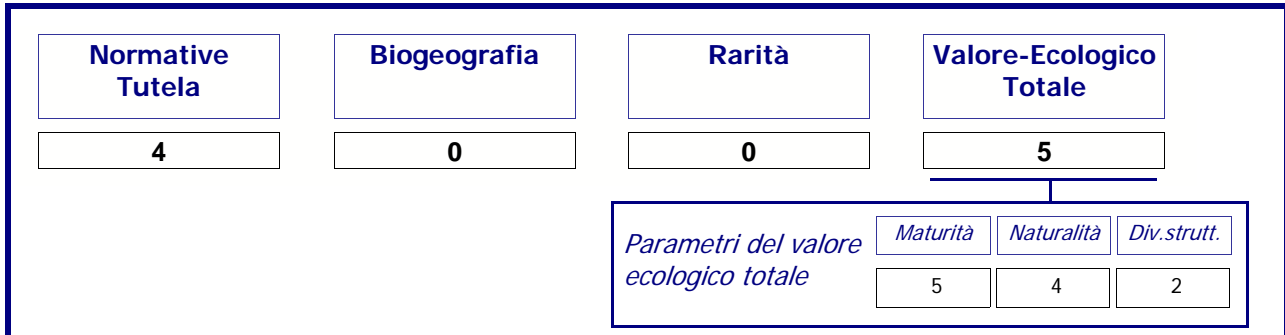 Normative
Tutela
Biogeografia
Rarità
Valore-Ecologico
Totale
4
0
0
5
Parametri del valore
ecologico totale
Maturità
Naturalità
Div.strutt.
5
4
2